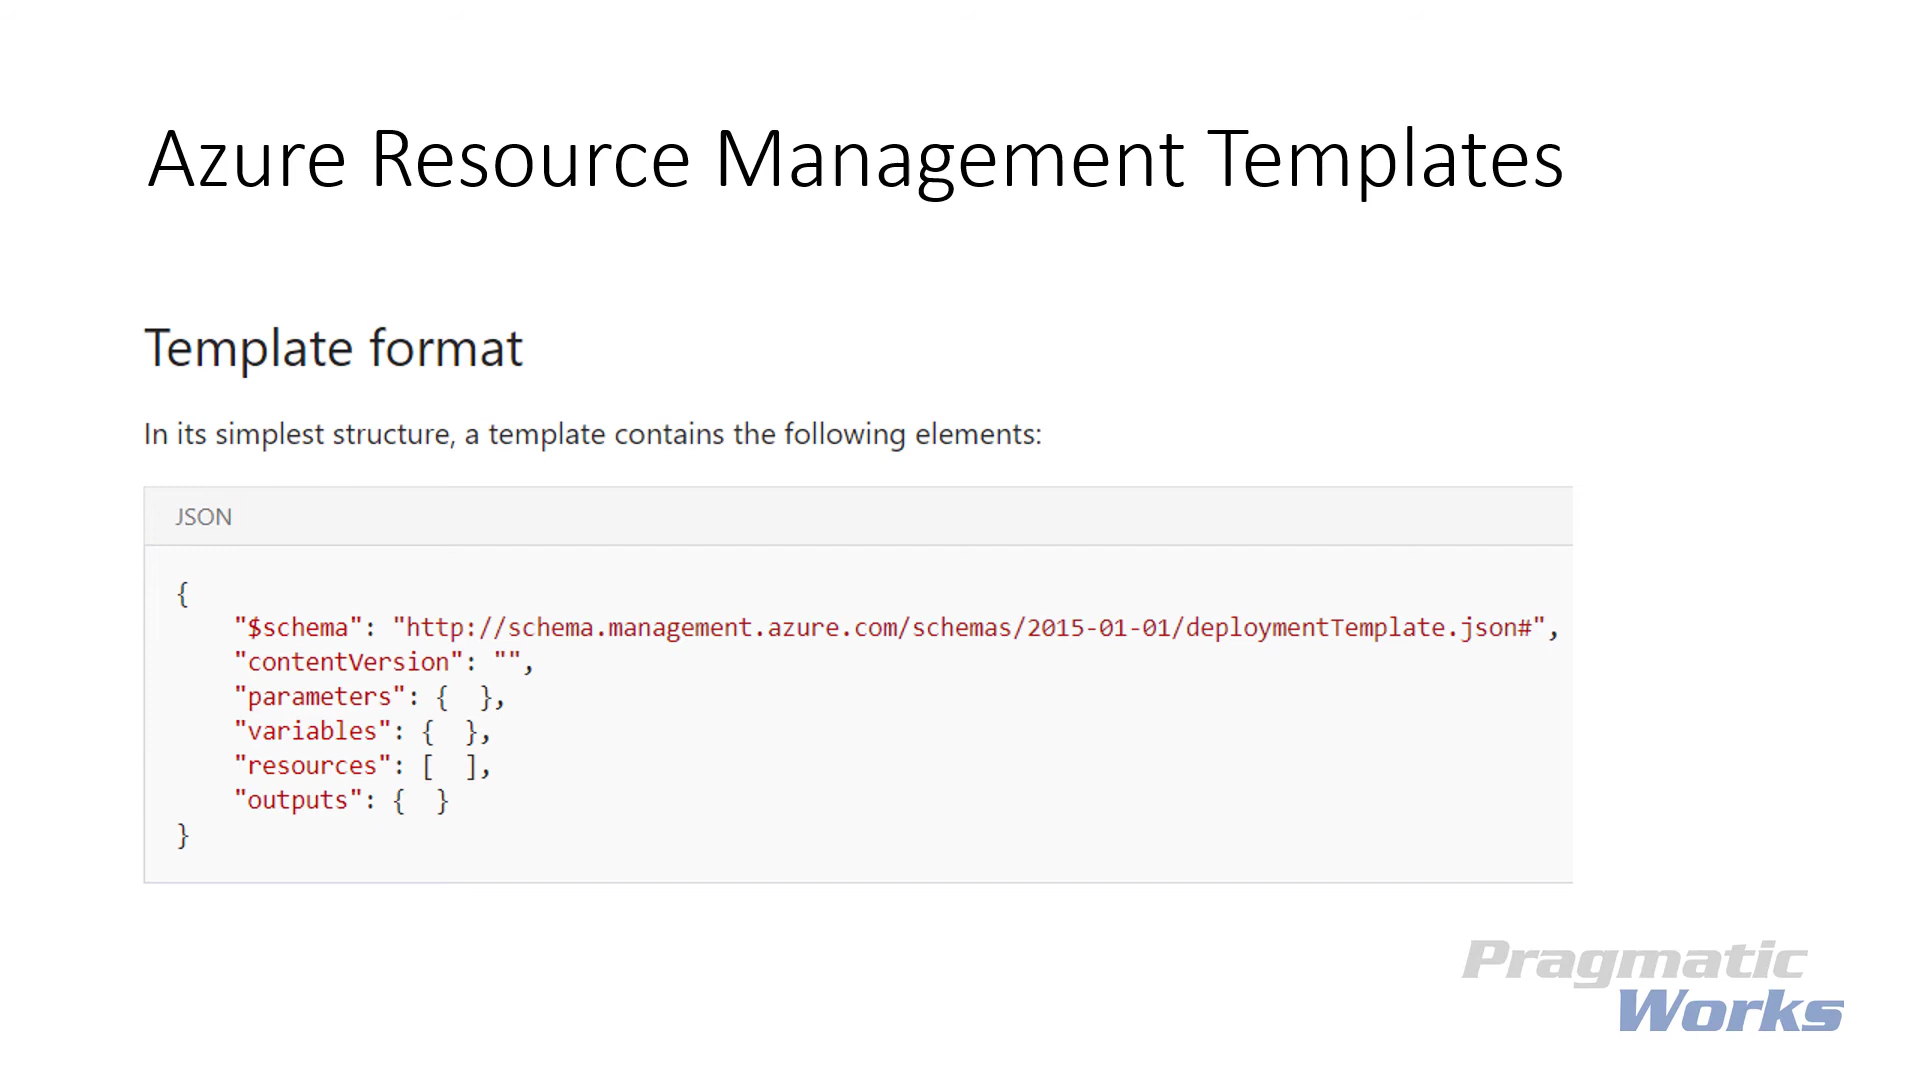 Azure Resource Management Templates
Template format
In its simplest structure, a template contains the following elements:
JSON
{
"$schema": "http://schema.management.azure.com/schemas/2015-01-01/deploymentTemplate.json#",
"contentVersion": "",
"parameters": {  },
"variables": {  },
"resources": [  ],
"outputs": {  }
}
Pragmatic
Works